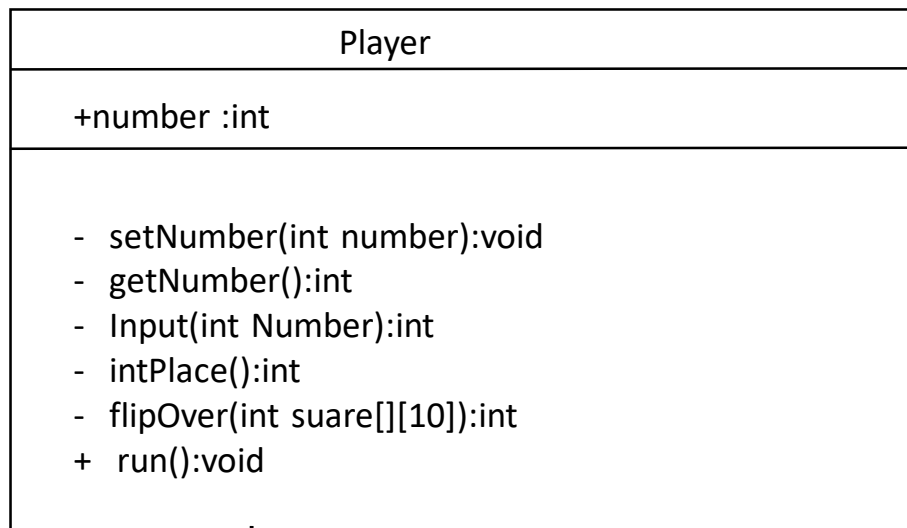 Player
+number :int
- setNumber(int number):void
- getNumber():int
- Input(int Number):int
- intPlace():int
- flipOver(int suare[][10]):int
+ run():void